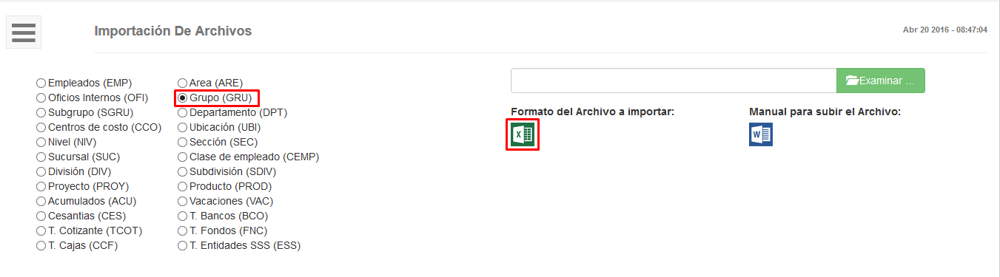 Importación De Archivos
Abr 20 2016 - 08:47:04
Empleados (EMP)
Area (ARE)
Oficios Internos (OFI)
Grupo (GRU)
Subgrupo (SGRU)
Departamento (DPT)
Centros de costo (CCO)
Ubicación (UBI)
Nivel (NIV)
Sección (SEC)
Sucursal (SUC)
Clase de empleado (CEMP)
División (DIV)
Subdivisión (SDIV)
Proyecto (PROY)
Producto (PROD)
Acumulados (ACU)
Vacaciones (VAC)
Cesantias (CES)
T. Bancos (BCO)
T. Cotizante (TCOT)
T. Fondos (FNC)
T. Cajas (CCF)
T. Entidades SSS (ESS)
Examinar ...
Formato del Archivo a importar:
Manual para subir el Archivo:
X
W